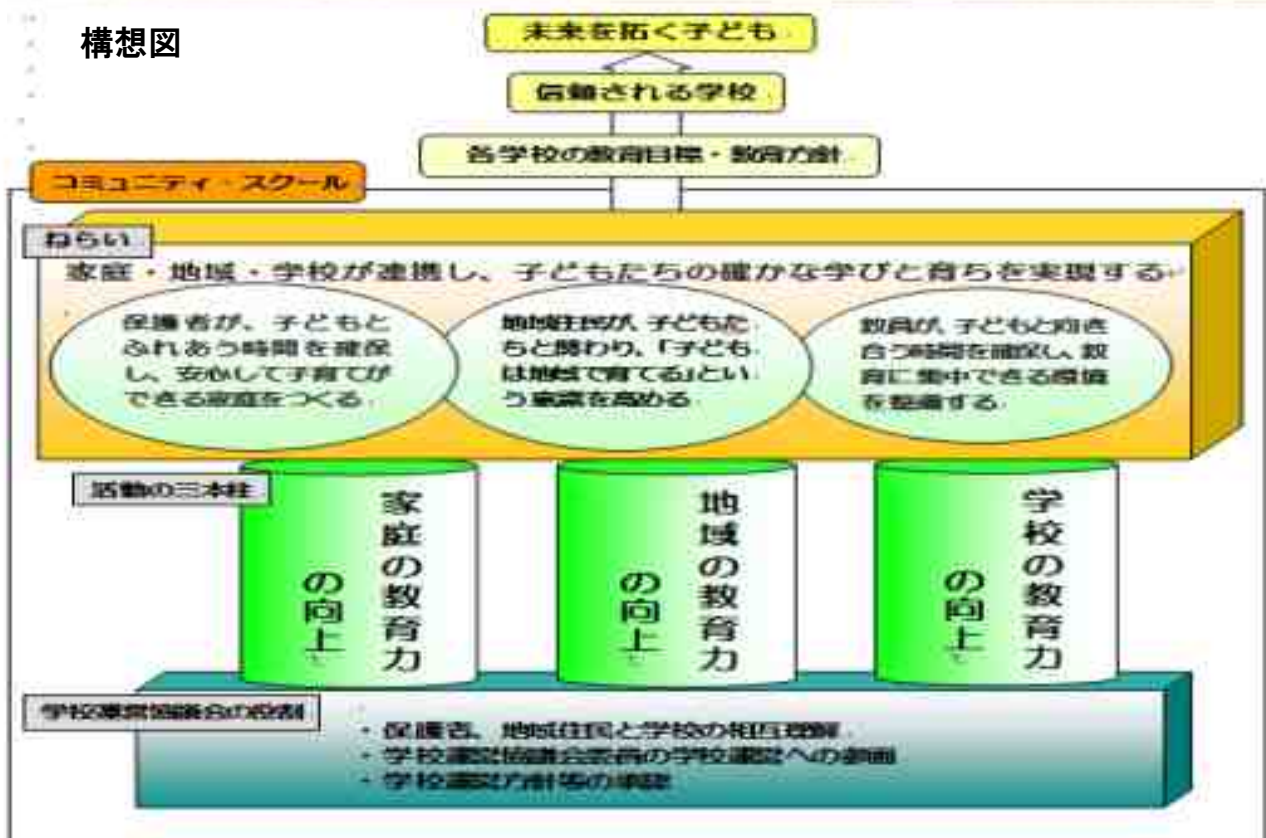 構想図
未来を拓く子ども
信頼される学校
各学校の教育目標・教育方針
コミュニティ・スクール
ねらい
家庭・地域・学校が連携し、子どもたちの確かな学びと育ちを実現する
保護者が、子どもと
ふれあう時間を確保
し、安心して子育てが
できる家庭をつくる
地域住民が、子どもた
ちと関わり、「子ども
は地域で育てる」とい
う意識を高める
教員が、子どもと向き
合う時間を確保し、教
育に集中できる環境
を整備する
活動の三本柱
家庭の教育力
の向上
地域の教育力
の向上
学校の教育力
の向上
学校運営協議会の役割
・保護者、地域住民と学校の相互理解
・学校運営協議会委員の学校運営への参画
・学校運営方針等の承認